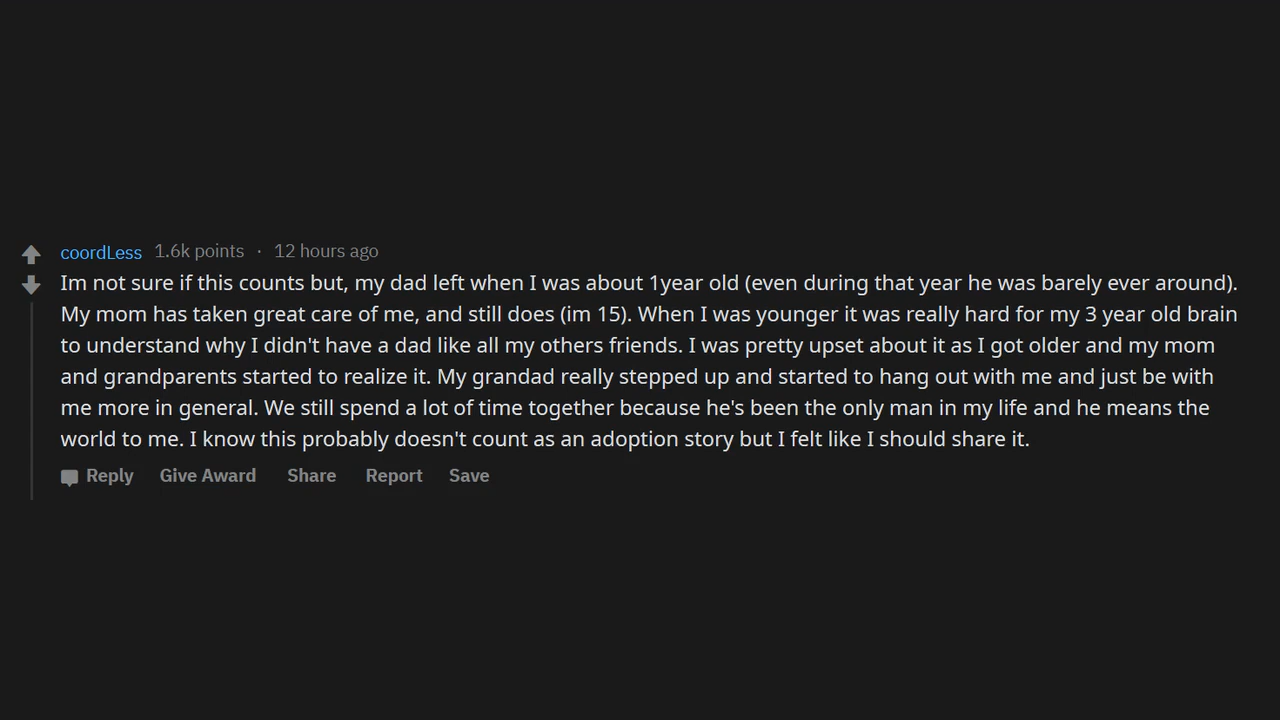 coordLess 1.6k points · 12 hours ago
Im not sure if this counts but, my dad left when I was about 1year old (even during that year he was barely ever around).
My mom has taken great care of me, and still does (im 15). When I was younger it was really hard for my 3 year old brain
to understand why I didn't have a dad like all my others friends. I was pretty upset about it as I got older and my mom
and grandparents started to realize it. My grandad really stepped up and started to hang out with me and just be with
me more in general. We still spend a lot of time together because he's been the only man in my life and he means the
world to me. I know this probably doesn't count as an adoption story but I felt like I should share it.
Reply Give Award Share Report Save